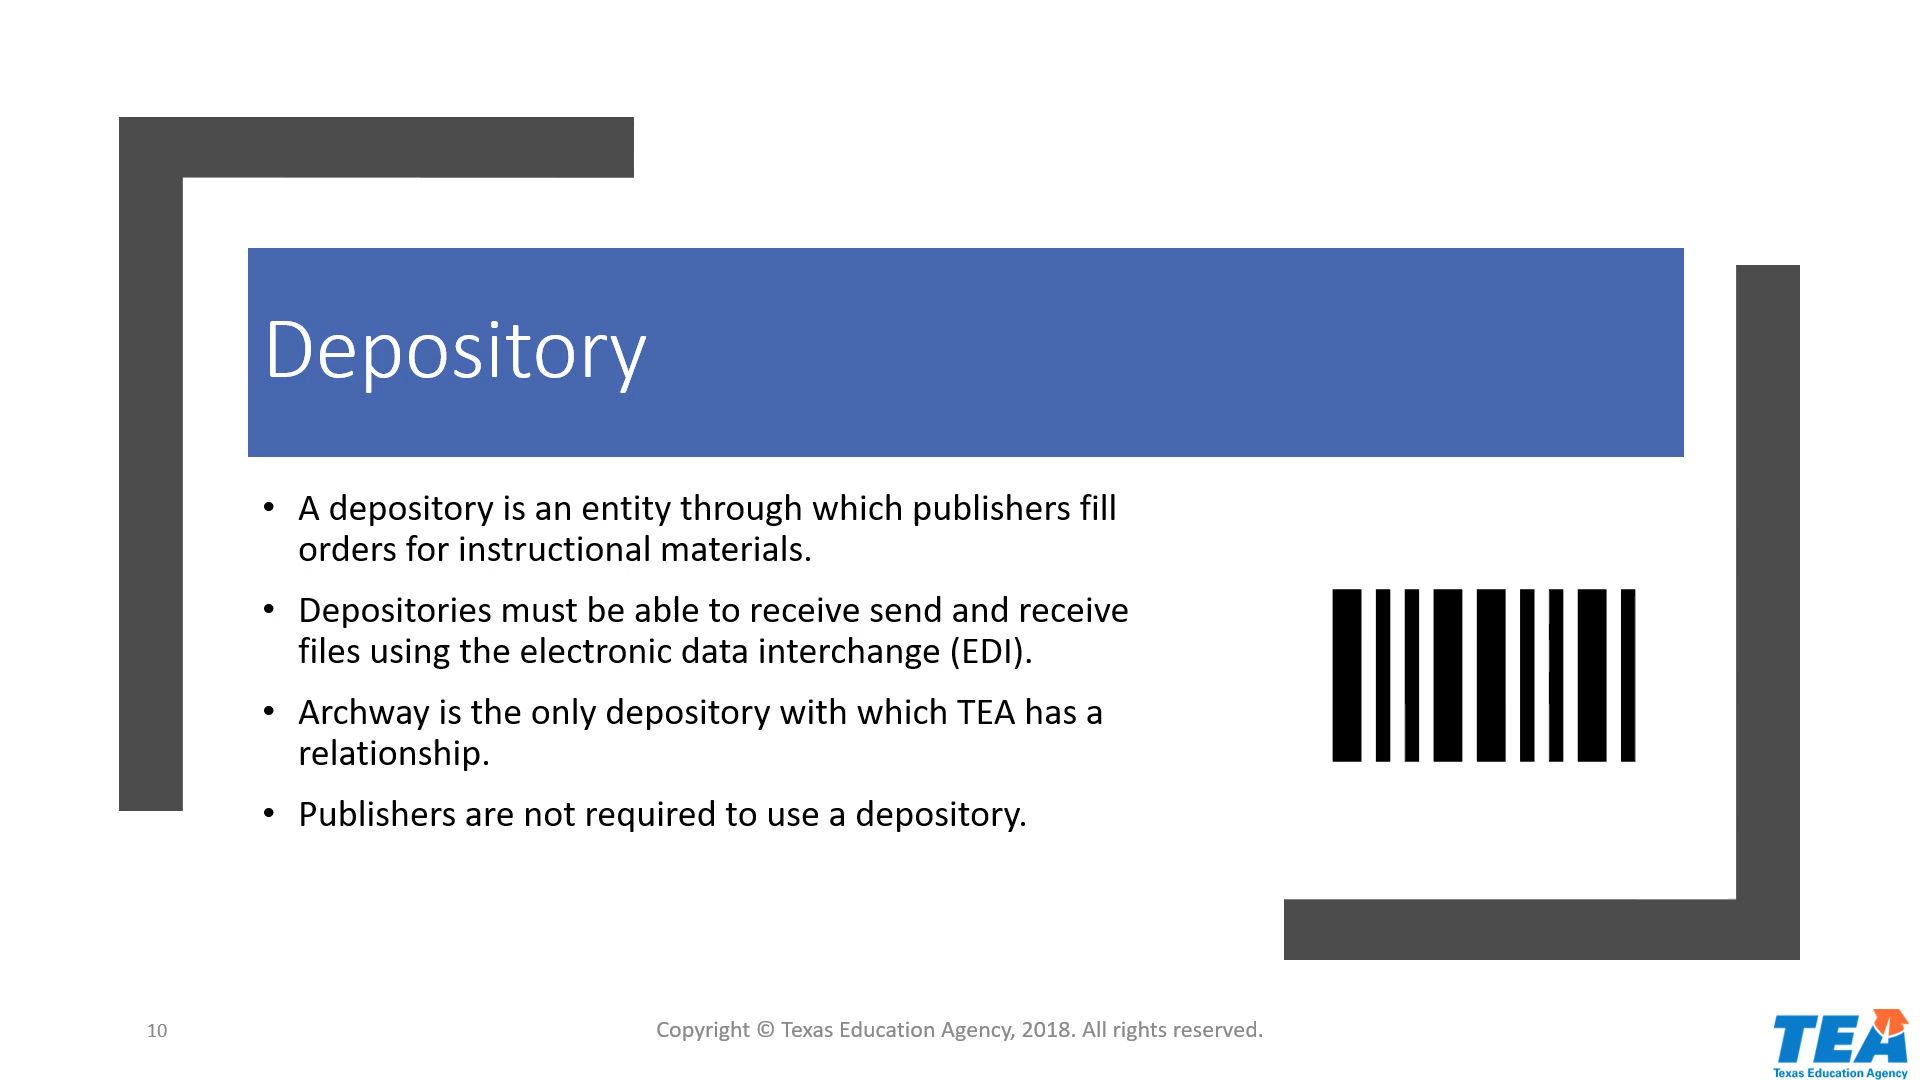 Depository
• A depository is an entity through which publishers fill
orders for instructional materials.
• Depositories must be able to receive send and receive
files using the electronic data interchange (EDI).
• Archway is the only depository with which TEA has a
relationship.
• Publishers are not required to use a depository.
10
Copyright © Texas Education Agency, 2018. All rights reserved.
TEA
Texas Education Agency